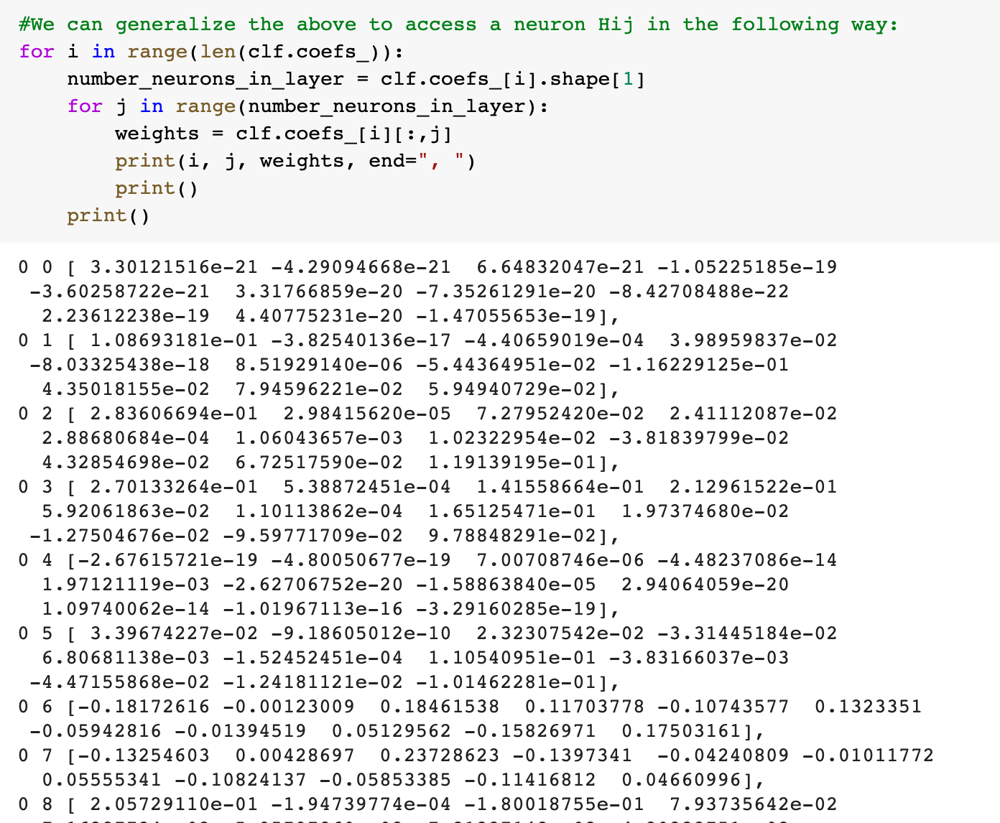 #We can generalize the above to access a neuron Hij in the following way:
for i in range(len(clf.coefs_)):
    number_neurons_in_layer = clf.coefs_[i].shape[1]
    for j in range(number_neurons_in_layer):
        weights = clf.coefs_[i][:,j]
        print(i, j, weights, end=", ")
        print()
    print()
0 0 [ 3.30121516e-21 -4.29094668e-21  6.64832047e-21 -1.05225185e-19
 -3.60258722e-21  3.31766859e-20 -7.35261291e-20 -8.42708488e-22
  2.23612238e-19  4.40775231e-20 -1.47055653e-19],
0 1 [ 1.08693181e-01 -3.82540136e-17 -4.40659019e-04  3.98959837e-02
 -8.03325438e-18  8.51929140e-06 -5.44364951e-02 -1.16229125e-01
  4.35018155e-02  7.94596221e-02  5.94940729e-02],
0 2 [ 2.83606694e-01  2.98415620e-05  7.27952420e-02  2.41112087e-02
  2.88680684e-04  1.06043657e-03  1.02322954e-02 -3.81839799e-02
  4.32854698e-02  6.72517590e-02  1.19139195e-01],
0 3 [ 2.70133264e-01  5.38872451e-04  1.41558664e-01  2.12961522e-01
  5.92061863e-02  1.10113862e-04  1.65125471e-01  1.97374680e-02
 -1.27504676e-02 -9.59771709e-02  9.78848291e-02],
0 4 [-2.67615721e-19 -4.80050677e-19  7.00708746e-06 -4.48237086e-14
  1.97121119e-03 -2.62706752e-20 -1.58863840e-05  2.94064059e-20
  1.09740062e-14 -1.01967113e-16 -3.29160285e-19],
0 5 [ 3.39674227e-02 -9.18605012e-10  2.32307542e-02 -3.31445184e-02
  6.80681138e-03 -1.52452451e-04  1.10540951e-01 -3.83166037e-03
 -4.47155868e-02 -1.24181121e-02 -1.01462281e-01],
0 6 [-0.18172616 -0.00123009  0.18461538  0.11703778 -0.10743577  0.1323351
 -0.05942816 -0.01394519  0.05129562 -0.15826971  0.17503161],
0 7 [-0.13254603  0.00428697  0.23728623 -0.1397341  -0.04240809 -0.01011772
  0.05555341 -0.10824137 -0.05853385 -0.11416812  0.04660996],
0 8 [ 2.05729110e-01 -1.94739774e-04 -1.80018755e-01  7.93735642e-02